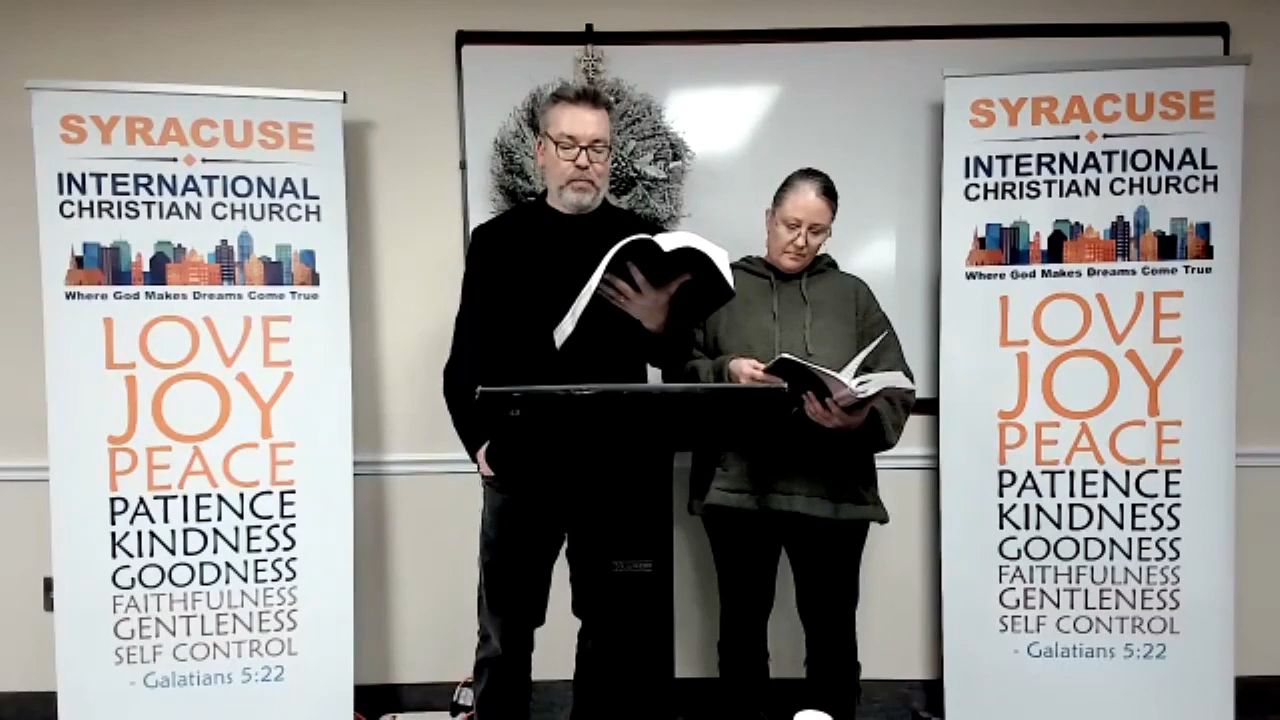 SYRACUSE
INTERNATIONAL
CHRISTIAN CHURCH
Where God Makes Dreams Come True
LOVE
JOY
PEACE
PATIENCE
KINDNESS
GOODNESS
FAITHFULNESS
GENTLENESS
SELF CONTROL
- Galatians 5:22
SYRACUSE
INTERNATIONAL
CHRISTIAN CHURCH
Where God Makes Dreams Come True
LOVE
JOY
PEACE
PATIENCE
KINDNESS
GOODNESS
FAITHFULNESS
GENTLENESS
SELF CONTROL
- Galatians 5:22